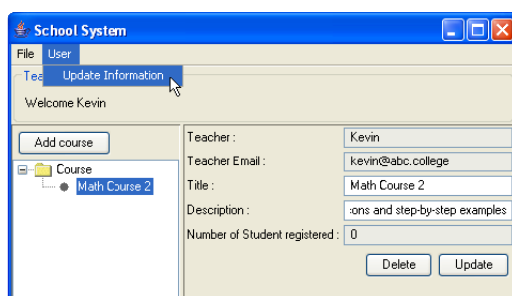 School System
File User
Update Information
Tea
Welcome Kevin
Add course
Course
Math Course 2
Teacher : Kevin
Teacher Email : kevin@abc.college
Title : Math Course 2
Description : :ons and step-by-step examples
Number of Student registered : 0
Delete Update